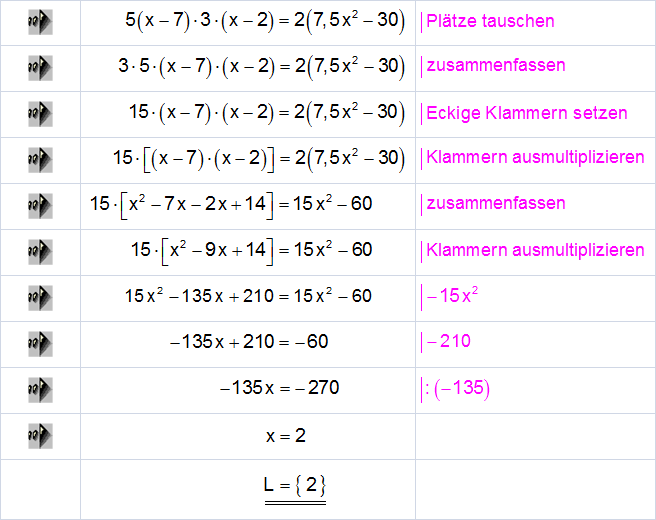 5(x – 7) · 3 · (x – 2) = 2(7,5x² – 30) | Plätze tauschen
3 · 5 · (x – 7) · (x – 2) = 2(7,5x² – 30) | zusammenfassen
15 · (x – 7) · (x – 2) = 2(7,5x² – 30) | Eckige Klammern setzen
15 · [(x – 7) · (x – 2)] = 2(7,5x² – 30) | Klammern ausmultiplizieren
15 · [x² – 7x – 2x + 14] = 15x² – 60 | zusammenfassen
15 · [x² – 9x + 14] = 15x² – 60 | Klammern ausmultiplizieren
15x² – 135x + 210 = 15x² – 60 | – 15x²
–135x + 210 = –60 | – 210
–135x = –270 | : (–135)
x = 2
L = {2}